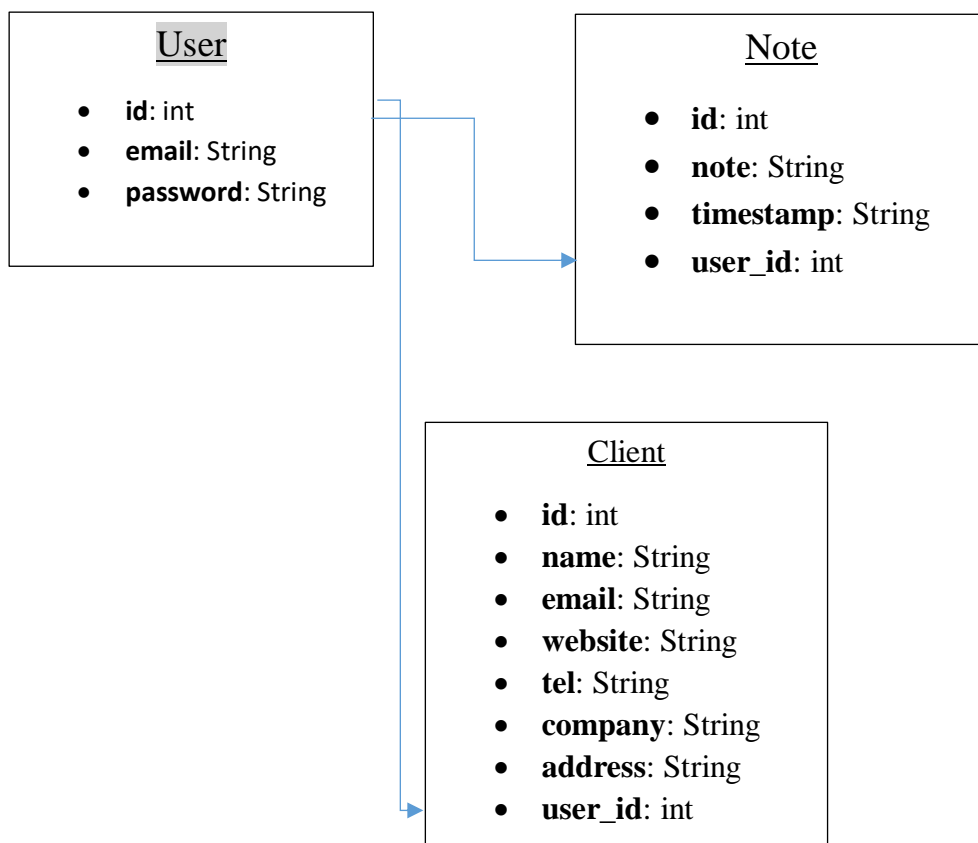 User
• id: int
• email: String
• password: String
Note
• id: int
• note: String
• timestamp: String
• user_id: int
Client
• id: int
• name: String
• email: String
• website: String
• tel: String
• company: String
• address: String
• user_id: int